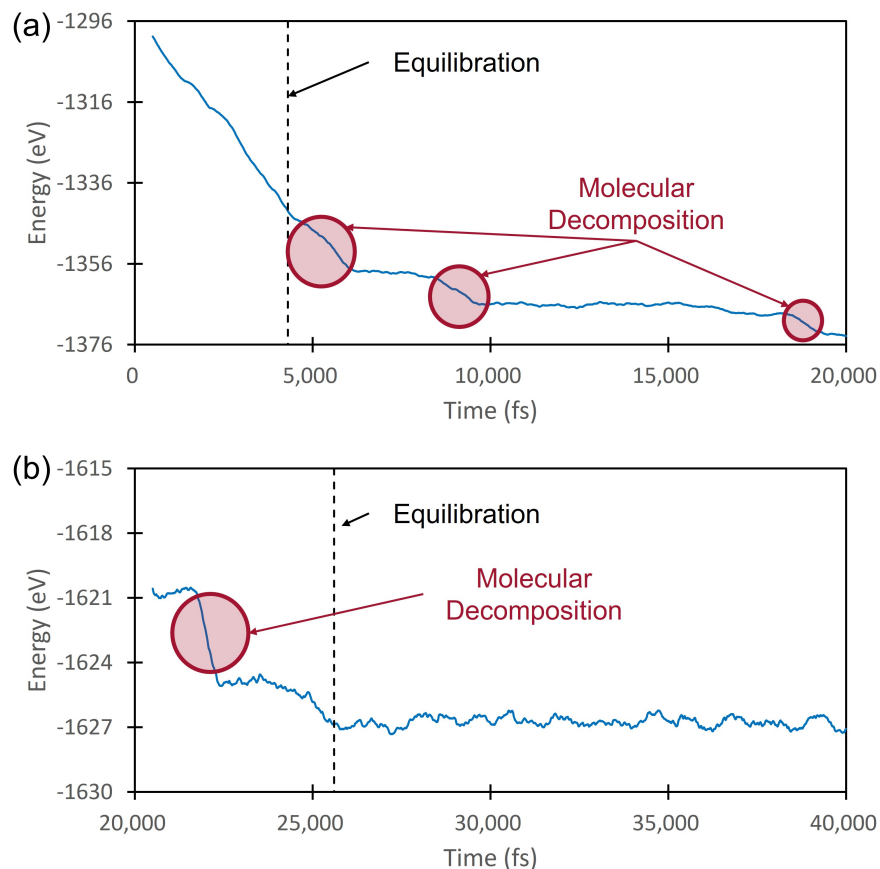 (a)
-1296
-1316
-1336
-1356
-1376
Energy (eV)
Equilibration
Molecular
Decomposition
0
5,000
10,000
15,000
20,000
Time (fs)
(b)
-1615
-1618
-1621
-1624
-1627
-1630
Energy (eV)
Equilibration
Molecular
Decomposition
20,000
25,000
30,000
35,000
40,000
Time (fs)